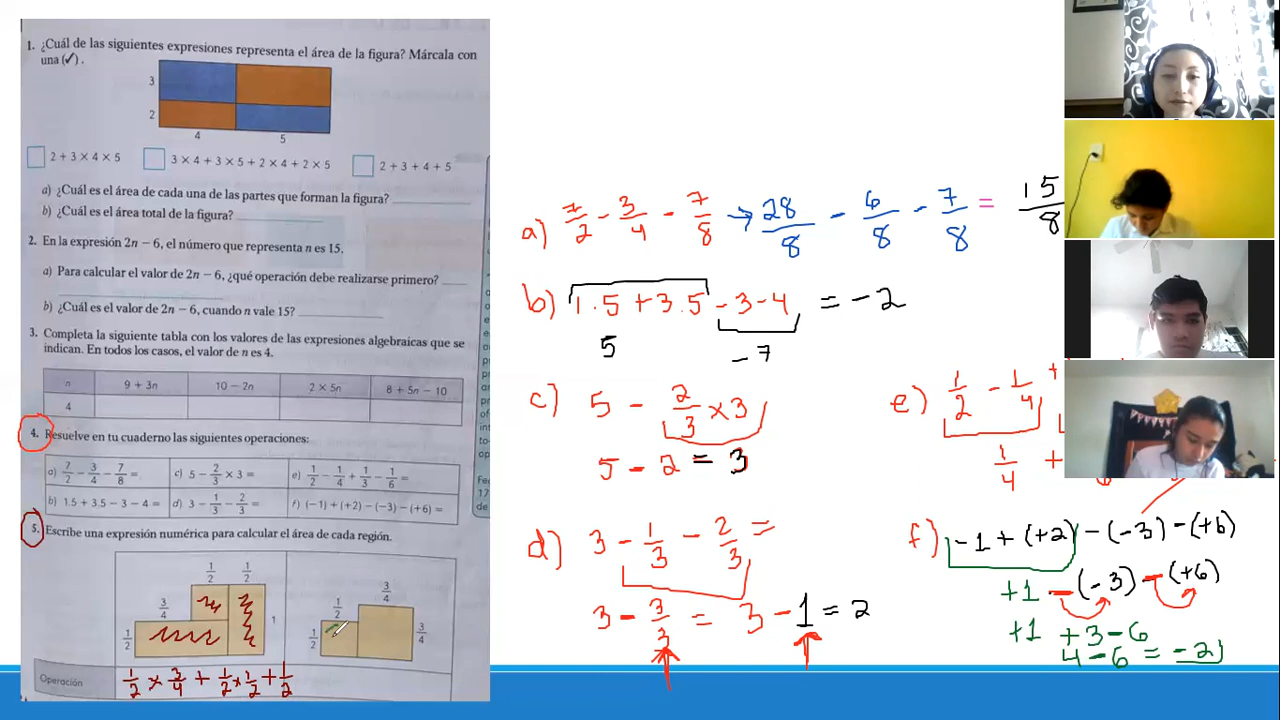 1. ¿Cuál de las siguientes expresiones representa el área de la figura? Márcala con
una (✓).
3
2
4
5
2 + 3 × 4 × 5
3 × 4 + 3 × 5 + 2 × 4 + 2 × 5
2 + 3 + 4 + 5
a) ¿Cuál es el área de cada una de las partes que forman la figura?
b) ¿Cuál es el área total de la figura?
2. En la expresión 2n – 6, el número que representa n es 15.
a) Para calcular el valor de 2n – 6, ¿qué operación debe realizarse primero?
b) ¿Cuál es el valor de 2n – 6, cuando n vale 15?
3. Completa la siguiente tabla con los valores de las expresiones algebraicas que se
indican. En todos los casos, el valor de n es 4.
n 9 + 3n 10 – 2n 2 × 5n 8 + 5n – 10
4
4. Resuelve en tu cuaderno las siguientes operaciones:
a) 7/2 – 3/4 – 7/8 = c) 5 – 2/3 × 3 = e) 1/2 – 1/4 + 1/3 – 1/6 =
b) 1.5 + 3.5 – 3 – 4 = d) 3 – 1/3 – 2/3 = f) (–1) + (+2) – (–3) – (+6) =
5. Escribe una expresión numérica para calcular el área de cada región.
1/2 1/2
3/4
1/2
1
3/4
1/2
1/2
3/4
Operación
1/2 × 3/4 + 1/2 × 1/2 + 1/2
a) 7/2 – 3/4 – 7/8 → 28/8 – 6/8 – 7/8 = 15/8
b) 1.5 + 3.5 – 3 – 4 = –2
5 –7
c) 5 – 2/3 × 3
5 – 2 = 3
d) 3 – 1/3 – 2/3 =
3 – 3/3 = 3 – 1 = 2
e) 1/2 – 1/4 +
1/4 +
f) –1 + (+2) – (–3) – (+6)
+1 – (–3) – (+6)
+1 +3 – 6
4 – 6 = –2